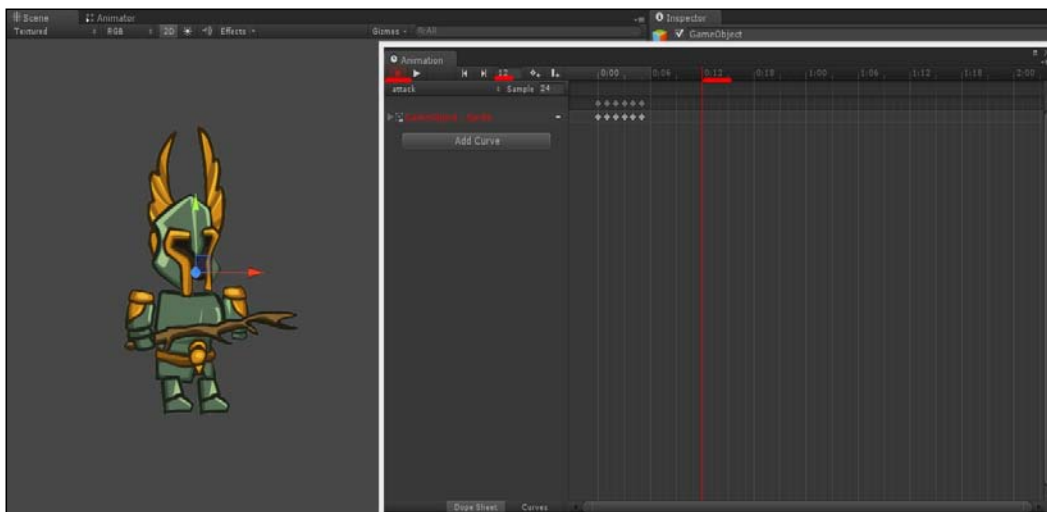 Scene Animator
Inspector
Textured RGB 2D Effects Gizmos All
GameObject
Animation
12 0:00 0:06 0:12 0:18 1:00 1:06 1:12 1:18 2:00
attack Sample 24
GameObject : Sprite
Add Curve
Dope Sheet Curves